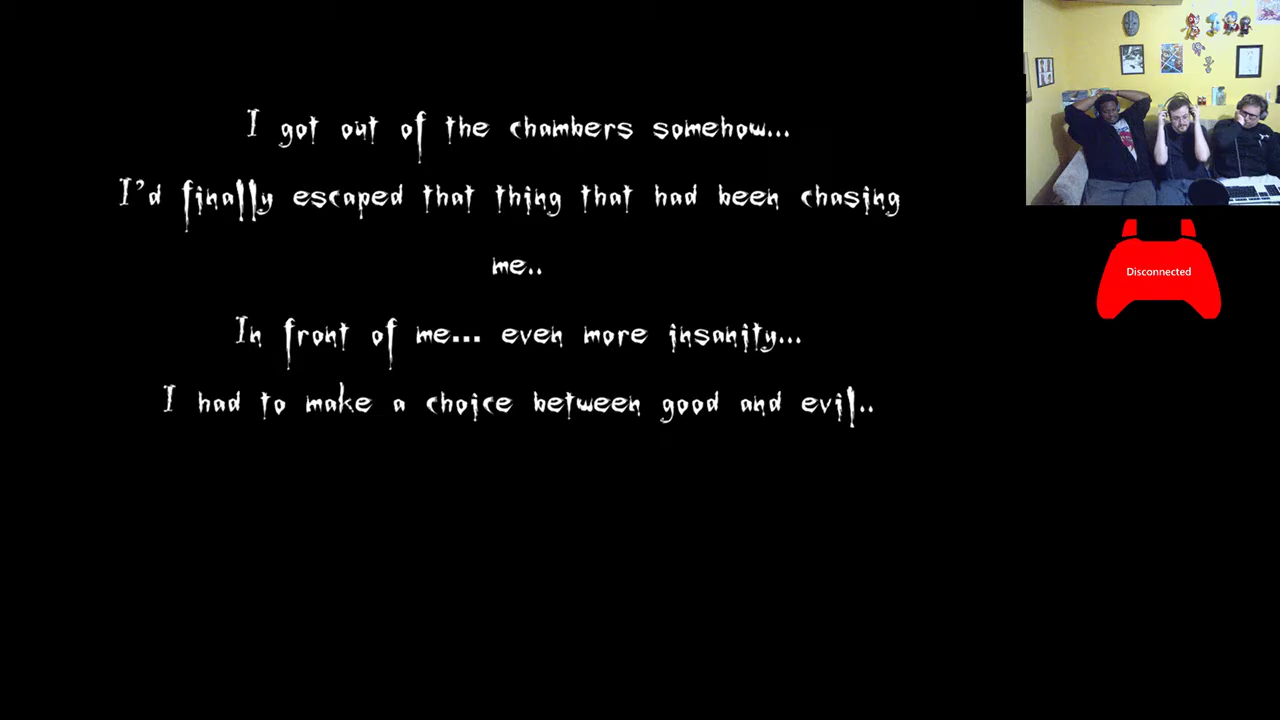 I got out of the chambers somehow...
I'd finally escaped that thing that had been chasing
me..
In front of me... even more insanity...
I had to make a choice between good and evil..
Disconnected